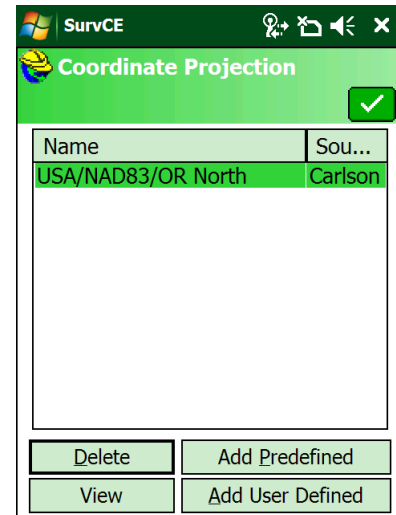 SurvCE
Coordinate Projection
Name Sou...
USA/NAD83/OR North Carlson
Delete Add Predefined
View Add User Defined